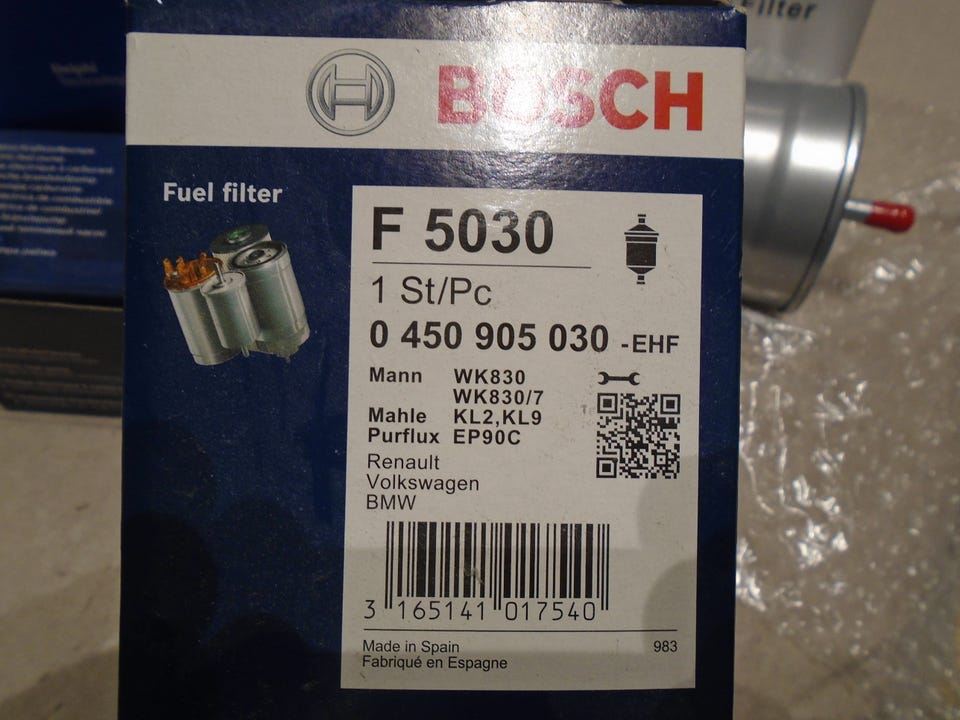 Filter
BOSCH
Fuel filter
F 5030
1 St/Pc
0 450 905 030 -EHF
Mann WK830
WK830/7
Mahle KL2,KL9
Purflux EP90C
Renault
Volkswagen
BMW
3 165141 017540
Made in Spain 983
Fabriqué en Espagne